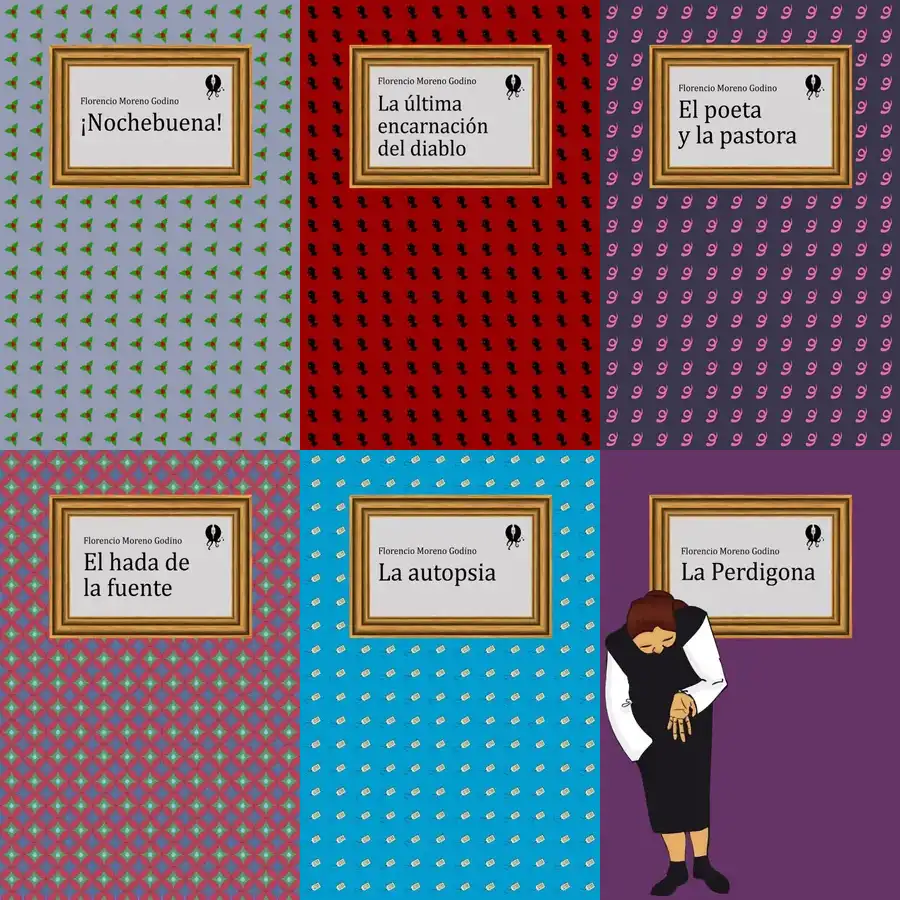 Florencio Moreno Godino
¡Nochebuena!
Florencio Moreno Godino
La última
encarnación
del diablo
Florencio Moreno Godino
El poeta
y la pastora
Florencio Moreno Godino
El hada de
la fuente
Florencio Moreno Godino
La autopsia
Florencio Moreno Godino
La Perdigona